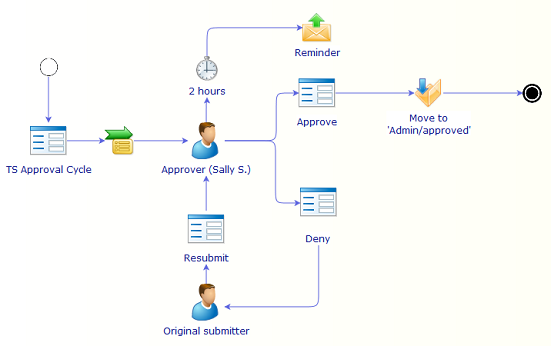 Reminder
2 hours
Approve
Move to
'Admin/approved'
TS Approval Cycle
Approver (Sally S.)
Deny
Resubmit
Original submitter